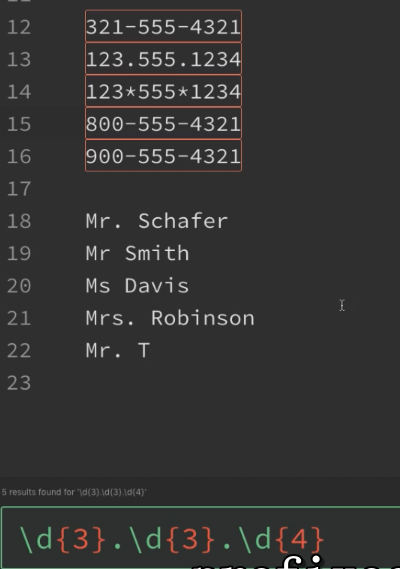 12 321-555-4321
13 123.555.1234
14 123*555*1234
15 800-555-4321
16 900-555-4321
17
18 Mr. Schafer
19 Mr Smith
20 Ms Davis
21 Mrs. Robinson
22 Mr. T
23
5 results found for '\d{3}.\d{3}.\d{4}'
\d{3}.\d{3}.\d{4}